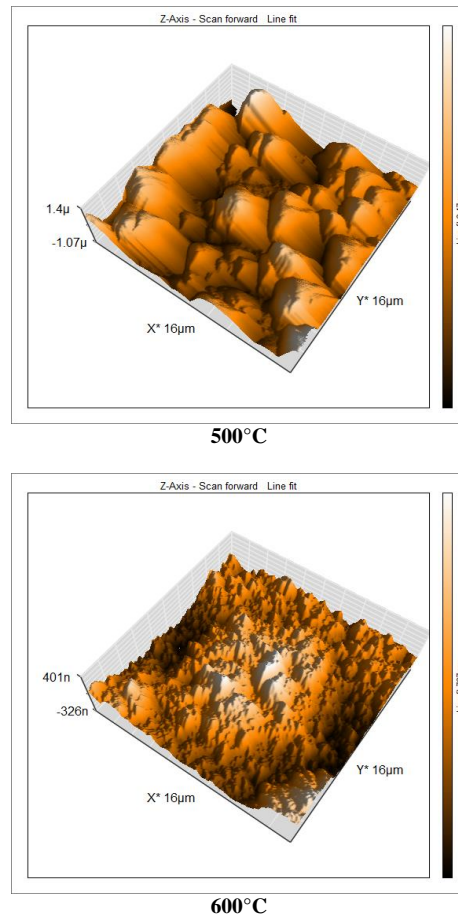 Z-Axis - Scan forward Line fit
1.4µ
-1.07µ
X* 16µm
Y* 16µm
500°C
Z-Axis - Scan forward Line fit
401n
-326n
X* 16µm
Y* 16µm
600°C